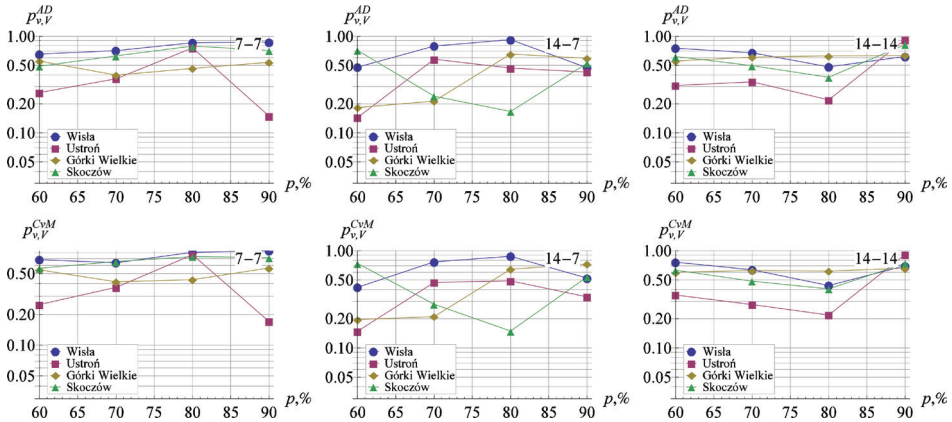 p_{v,V}^{AD}
p_{v,V}^{AD}
p_{v,V}^{AD}
1.00
0.50
0.20
0.10
0.05
7–7
Wisła
Ustroń
Górki Wielkie
Skoczów
60 65 70 75 80 85 90 p,%
1.00
0.50
0.20
0.10
0.05
14–7
Wisła
Ustroń
Górki Wielkie
Skoczów
60 65 70 75 80 85 90 p,%
1.00
0.50
0.20
0.10
0.05
14–14
Wisła
Ustroń
Górki Wielkie
Skoczów
60 65 70 75 80 85 90 p,%
p_{v,V}^{CvM}
p_{v,V}^{CvM}
p_{v,V}^{CvM}
0.50
0.20
0.10
0.05
7–7
Wisła
Ustroń
Górki Wielkie
Skoczów
60 65 70 75 80 85 90 p,%
1.00
0.50
0.20
0.10
0.05
14–7
Wisła
Ustroń
Górki Wielkie
Skoczów
60 65 70 75 80 85 90 p,%
1.00
0.50
0.20
0.10
0.05
14–14
Wisła
Ustroń
Górki Wielkie
Skoczów
60 65 70 75 80 85 90 p,%